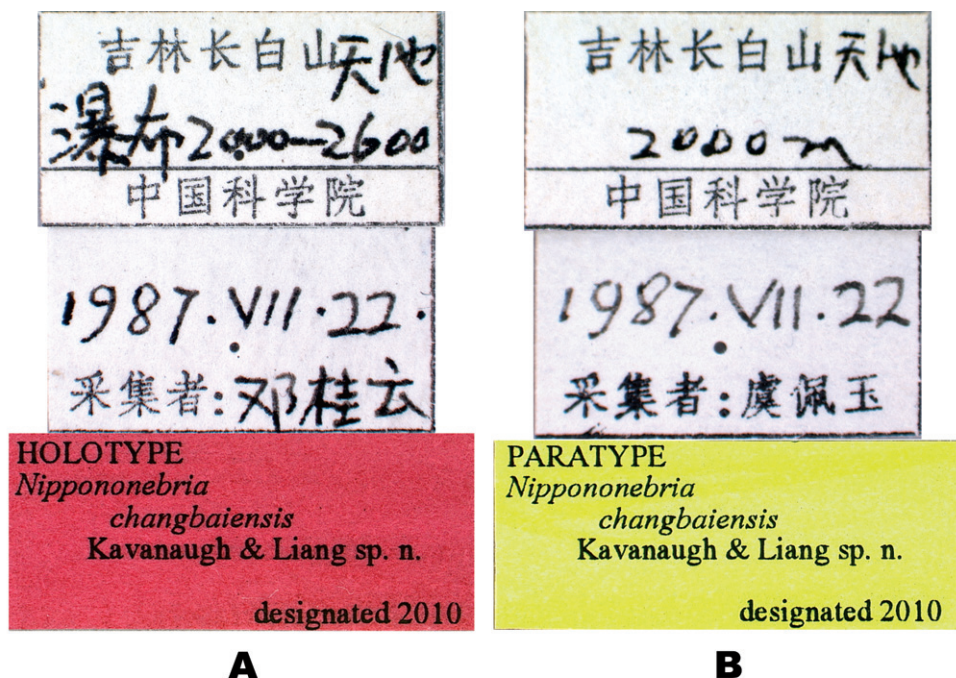 吉林长白山天池
瀑布2000—2600
中国科学院
1987.VII.22.
采集者:邓桂云
HOLOTYPE
Nippononebria
changbaiensis
Kavanaugh & Liang sp. n.
designated 2010
A
吉林长白山天池
2000m
中国科学院
1987.VII.22
采集者:虞佩玉
PARATYPE
Nippononebria
changbaiensis
Kavanaugh & Liang sp. n.
designated 2010
B